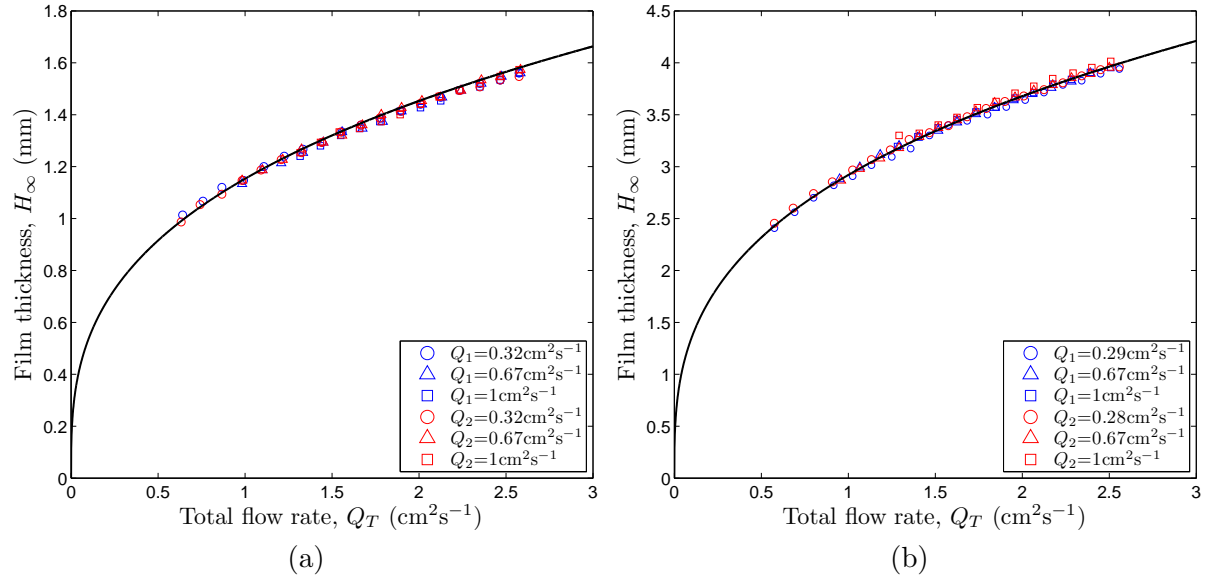 1.8
1.6
1.4
1.2
1
0.8
0.6
0.4
0.2
0
Film thickness, H∞ (mm)
0 0.5 1 1.5 2 2.5 3
Total flow rate, Q_T (cm²s⁻¹)
Q₁=0.32cm²s⁻¹
Q₁=0.67cm²s⁻¹
Q₁=1cm²s⁻¹
Q₂=0.32cm²s⁻¹
Q₂=0.67cm²s⁻¹
Q₂=1cm²s⁻¹
(a)
4.5
4
3.5
3
2.5
2
1.5
1
0.5
0
Film thickness, H∞ (mm)
0 0.5 1 1.5 2 2.5 3
Total flow rate, Q_T (cm²s⁻¹)
Q₁=0.29cm²s⁻¹
Q₁=0.67cm²s⁻¹
Q₁=1cm²s⁻¹
Q₂=0.28cm²s⁻¹
Q₂=0.67cm²s⁻¹
Q₂=1cm²s⁻¹
(b)